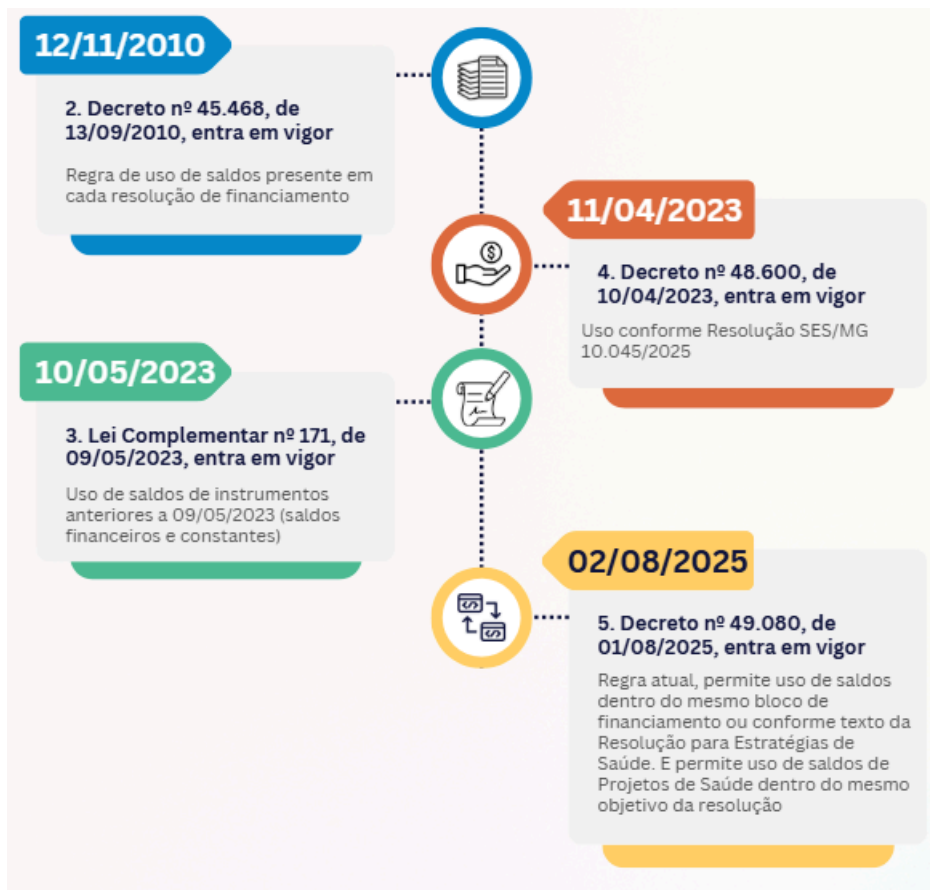 12/11/2010
2. Decreto nº 45.468, de
13/09/2010, entra em vigor
Regra de uso de saldos presente em
cada resolução de financiamento
11/04/2023
4. Decreto nº 48.600, de
10/04/2023, entra em vigor
Uso conforme Resolução SES/MG
10.045/2025
10/05/2023
3. Lei Complementar nº 171, de
09/05/2023, entra em vigor
Uso de saldos de instrumentos
anteriores a 09/05/2023 (saldos
financeiros e constantes)
02/08/2025
5. Decreto nº 49.080, de
01/08/2025, entra em vigor
Regra atual, permite uso de saldos
dentro do mesmo bloco de
financiamento ou conforme texto da
Resolução para Estratégias de
Saúde. E permite uso de saldos de
Projetos de Saúde dentro do mesmo
objetivo da resolução